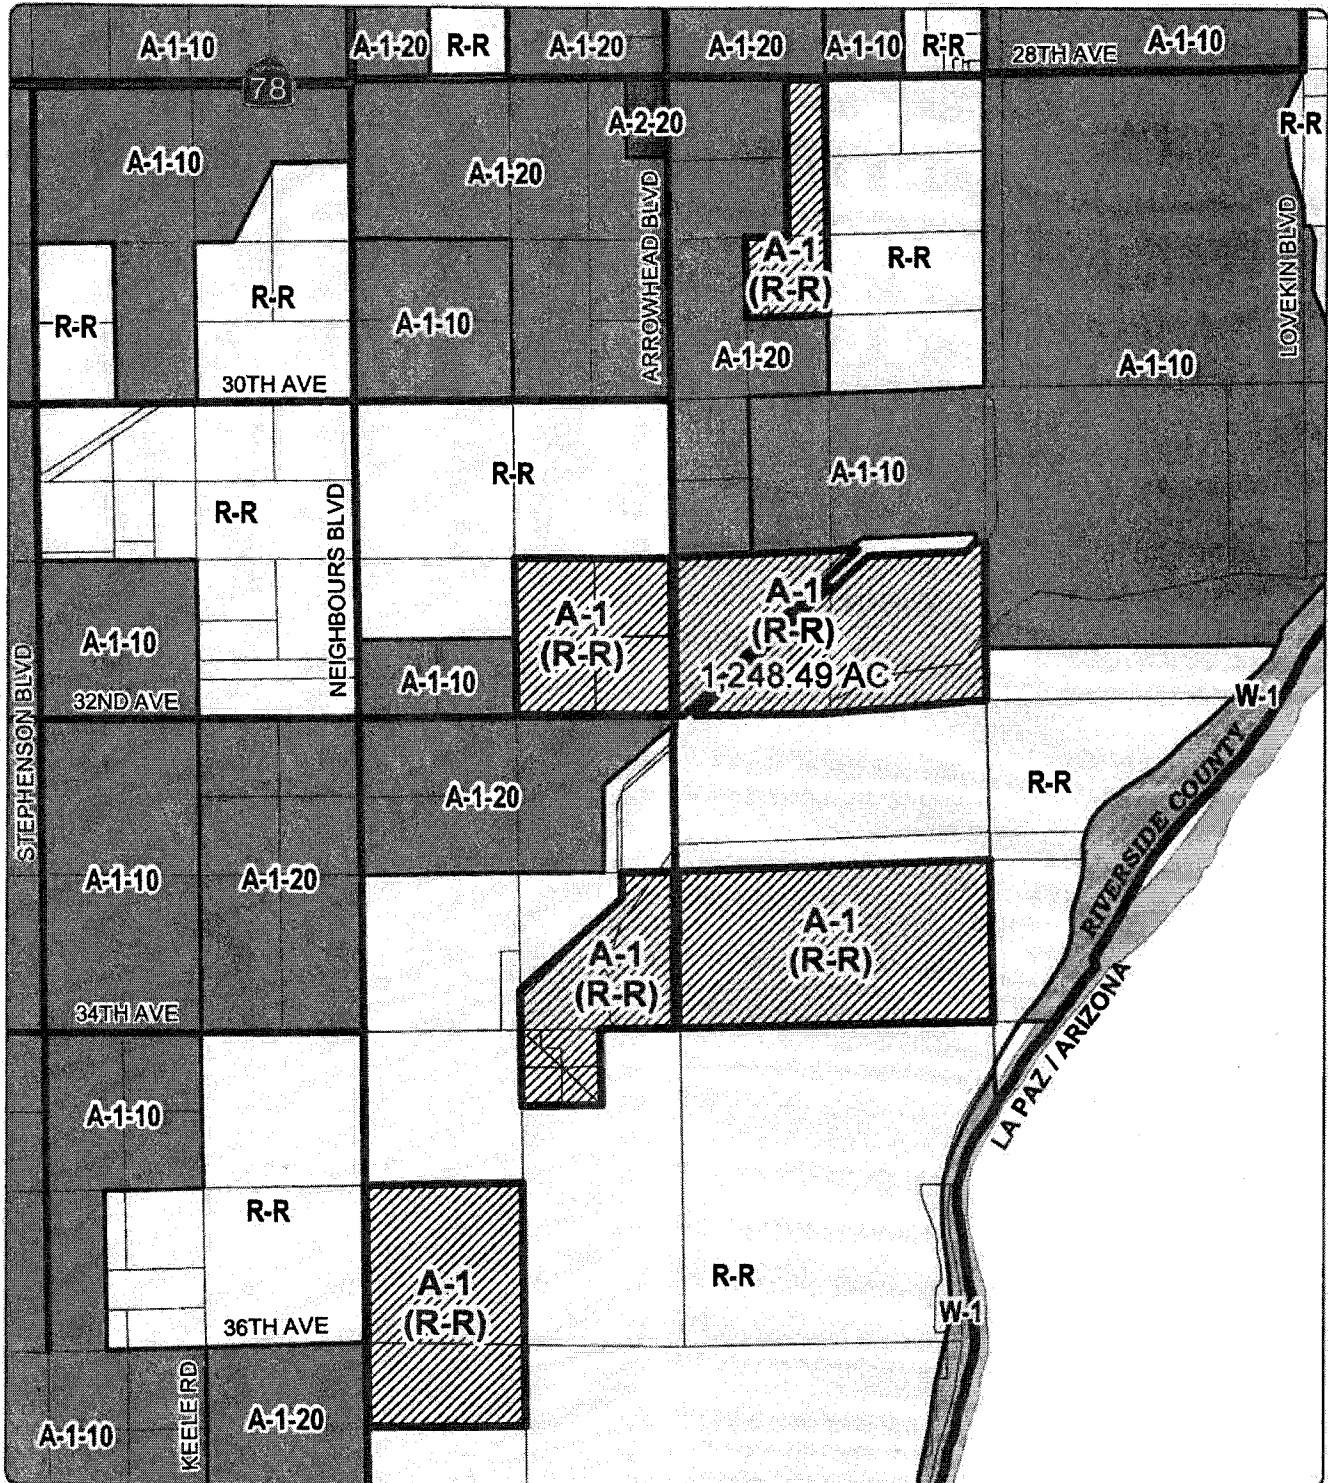 A-1-10
A-1-20
R-R
A-1-20
A-1-20
A-1-10
R-R
28TH AVE
A-1-10
78
A-2-20
R-R
A-1-10
A-1-20
ARROWHEAD BLVD
LOVEKIN BLVD
A-1
(R-R)
R-R
R-R
R-R
A-1-10
A-1-20
A-1-10
30TH AVE
R-R
A-1-10
R-R
NEIGHBOURS BLVD
A-1
(R-R)
A-1
(R-R)
1,248.49 AC
A-1-10
A-1-10
32ND AVE
STEPHENSON BLVD
W-1
R-R
A-1-20
RIVERSIDE COUNTY
A-1-10
A-1-20
A-1
(R-R)
A-1
(R-R)
34TH AVE
LA PAZ / ARIZONA
A-1-10
R-R
R-R
A-1
(R-R)
W-1
36TH AVE
KEELE RD
A-1-20
A-1-10